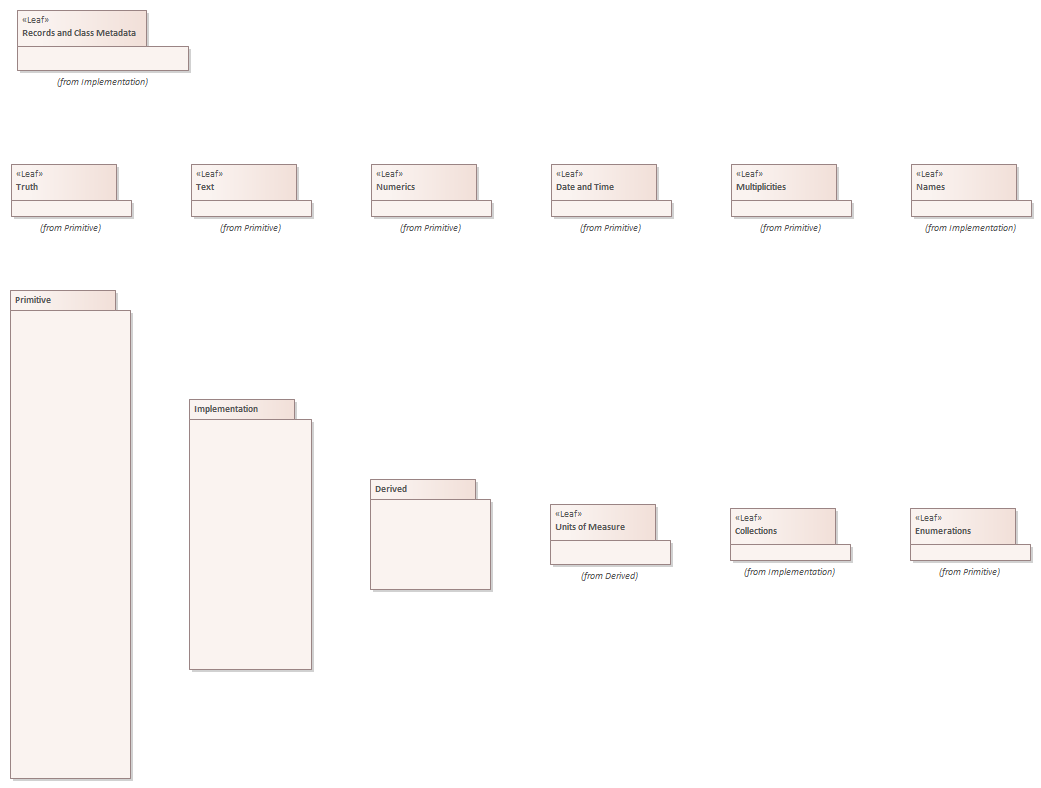 «Leaf»
Records and Class Metadata
(from Implementation)
«Leaf»
Truth
(from Primitive)
«Leaf»
Text
(from Primitive)
«Leaf»
Numerics
(from Primitive)
«Leaf»
Date and Time
(from Primitive)
«Leaf»
Multiplicities
(from Primitive)
«Leaf»
Names
(from Implementation)
Primitive
Implementation
Derived
«Leaf»
Units of Measure
(from Derived)
«Leaf»
Collections
(from Implementation)
«Leaf»
Enumerations
(from Primitive)